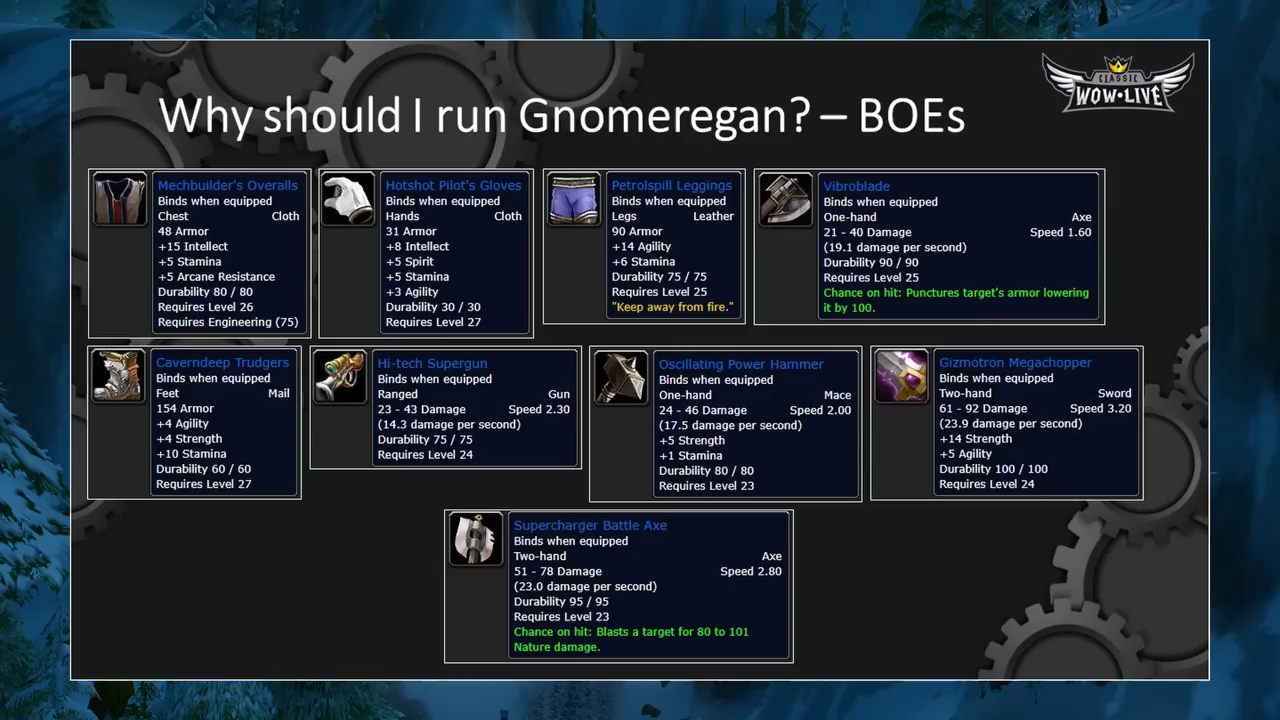 Why should I run Gnomeregan? – BOEs
CLASSIC
WOW•LIVE
Mechbuilder's Overalls
Binds when equipped
Chest Cloth
48 Armor
+15 Intellect
+5 Stamina
+5 Arcane Resistance
Durability 80 / 80
Requires Level 26
Requires Engineering (75)
Hotshot Pilot's Gloves
Binds when equipped
Hands Cloth
31 Armor
+8 Intellect
+5 Spirit
+5 Stamina
+3 Agility
Durability 30 / 30
Requires Level 27
Petrolspill Leggings
Binds when equipped
Legs Leather
90 Armor
+14 Agility
+6 Stamina
Durability 75 / 75
Requires Level 25
"Keep away from fire."
Vibroblade
Binds when equipped
One-hand Axe
21 - 40 Damage Speed 1.60
(19.1 damage per second)
Durability 90 / 90
Requires Level 25
Chance on hit: Punctures target's armor lowering
it by 100.
Caverndeep Trudgers
Binds when equipped
Feet Mail
154 Armor
+4 Agility
+4 Strength
+10 Stamina
Durability 60 / 60
Requires Level 27
Hi-tech Supergun
Binds when equipped
Ranged Gun
23 - 43 Damage Speed 2.30
(14.3 damage per second)
Durability 75 / 75
Requires Level 24
Oscillating Power Hammer
Binds when equipped
One-hand Mace
24 - 46 Damage Speed 2.00
(17.5 damage per second)
+5 Strength
+1 Stamina
Durability 80 / 80
Requires Level 23
Gizmotron Megachopper
Binds when equipped
Two-hand Sword
61 - 92 Damage Speed 3.20
(23.9 damage per second)
+14 Strength
+5 Agility
Durability 100 / 100
Requires Level 24
Supercharger Battle Axe
Binds when equipped
Two-hand Axe
51 - 78 Damage Speed 2.80
(23.0 damage per second)
Durability 95 / 95
Requires Level 23
Chance on hit: Blasts a target for 80 to 101
Nature damage.